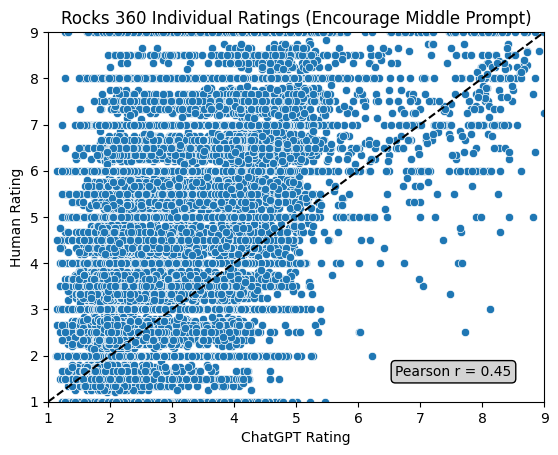 Rocks 360 Individual Ratings (Encourage Middle Prompt)
9
8
7
6
5
4
3
2
1
Human Rating
Pearson r = 0.45
1 2 3 4 5 6 7 8 9
ChatGPT Rating